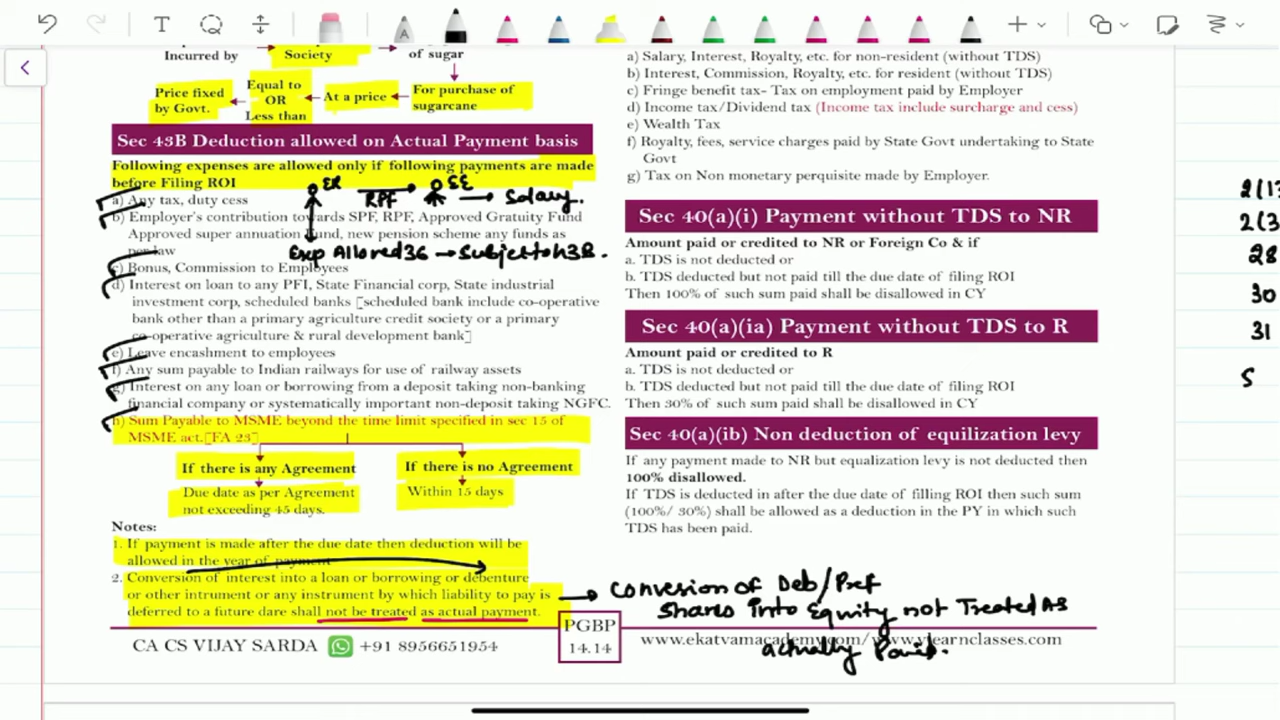 Incurred by
Society
of sugar
Price fixed
by Govt.
Equal to
OR
Less than
At a price
For purchase of
sugarcane
Sec 43B Deduction allowed on Actual Payment basis
Following expenses are allowed only if following payments are made
before Filing ROI
ER
RPF
EE
Salary.
a) Any tax, duty cess
b) Employer's contribution towards SPF, RPF, Approved Gratuity Fund
Approved super annuation fund, new pension scheme any funds as
per law
Exp Allowed 36 → Subject to 43B.
c) Bonus, Commission to Employees
d) Interest on loan to any PFI, State Financial corp, State industrial
investment corp, scheduled banks [scheduled bank include co-operative
bank other than a primary agriculture credit society or a primary
co-operative agriculture & rural development bank]
e) Leave encashment to employees
f) Any sum payable to Indian railways for use of railway assets
g) Interest on any loan or borrowing from a deposit taking non-banking
financial company or systematically important non-deposit taking NGFC.
h) Sum Payable to MSME beyond the time limit specified in sec 15 of
MSME act.[FA 23]
If there is any Agreement
Due date as per Agreement
not exceeding 45 days.
If there is no Agreement
Within 15 days
Notes:
1. If payment is made after the due date then deduction will be
allowed in the year of payment
2. Conversion of interest into a loan or borrowing or debenture
or other intrument or any instrument by which liability to pay is
deferred to a future dare shall not be treated as actual payment.
a) Salary, Interest, Royalty, etc. for non-resident (without TDS)
b) Interest, Commission, Royalty, etc. for resident (without TDS)
c) Fringe benefit tax- Tax on employment paid by Employer
d) Income tax/Dividend tax (Income tax include surcharge and cess)
e) Wealth Tax
f) Royalty, fees, service charges paid by State Govt undertaking to State
Govt
g) Tax on Non monetary perquisite made by Employer.
Sec 40(a)(i) Payment without TDS to NR
Amount paid or credited to NR or Foreign Co & if
a. TDS is not deducted or
b. TDS deducted but not paid till the due date of filing ROI
Then 100% of such sum paid shall be disallowed in CY
Sec 40(a)(ia) Payment without TDS to R
Amount paid or credited to R
a. TDS is not deducted or
b. TDS deducted but not paid till the due date of filing ROI
Then 30% of such sum paid shall be disallowed in CY
Sec 40(a)(ib) Non deduction of equilization levy
If any payment made to NR but equalization levy is not deducted then
100% disallowed.
If TDS is deducted in after the due date of filling ROI then such sum
(100%/ 30%) shall be allowed as a deduction in the PY in which such
TDS has been paid.
Conversion of Deb/Pref
Shares into Equity not Treated As
actually Paid.
2(13
2(3
28
30
31
S
CA CS VIJAY SARDA +91 8956651954
PGBP
14.14
www.ekatvamacademy.com/ www.vlearnclasses.com